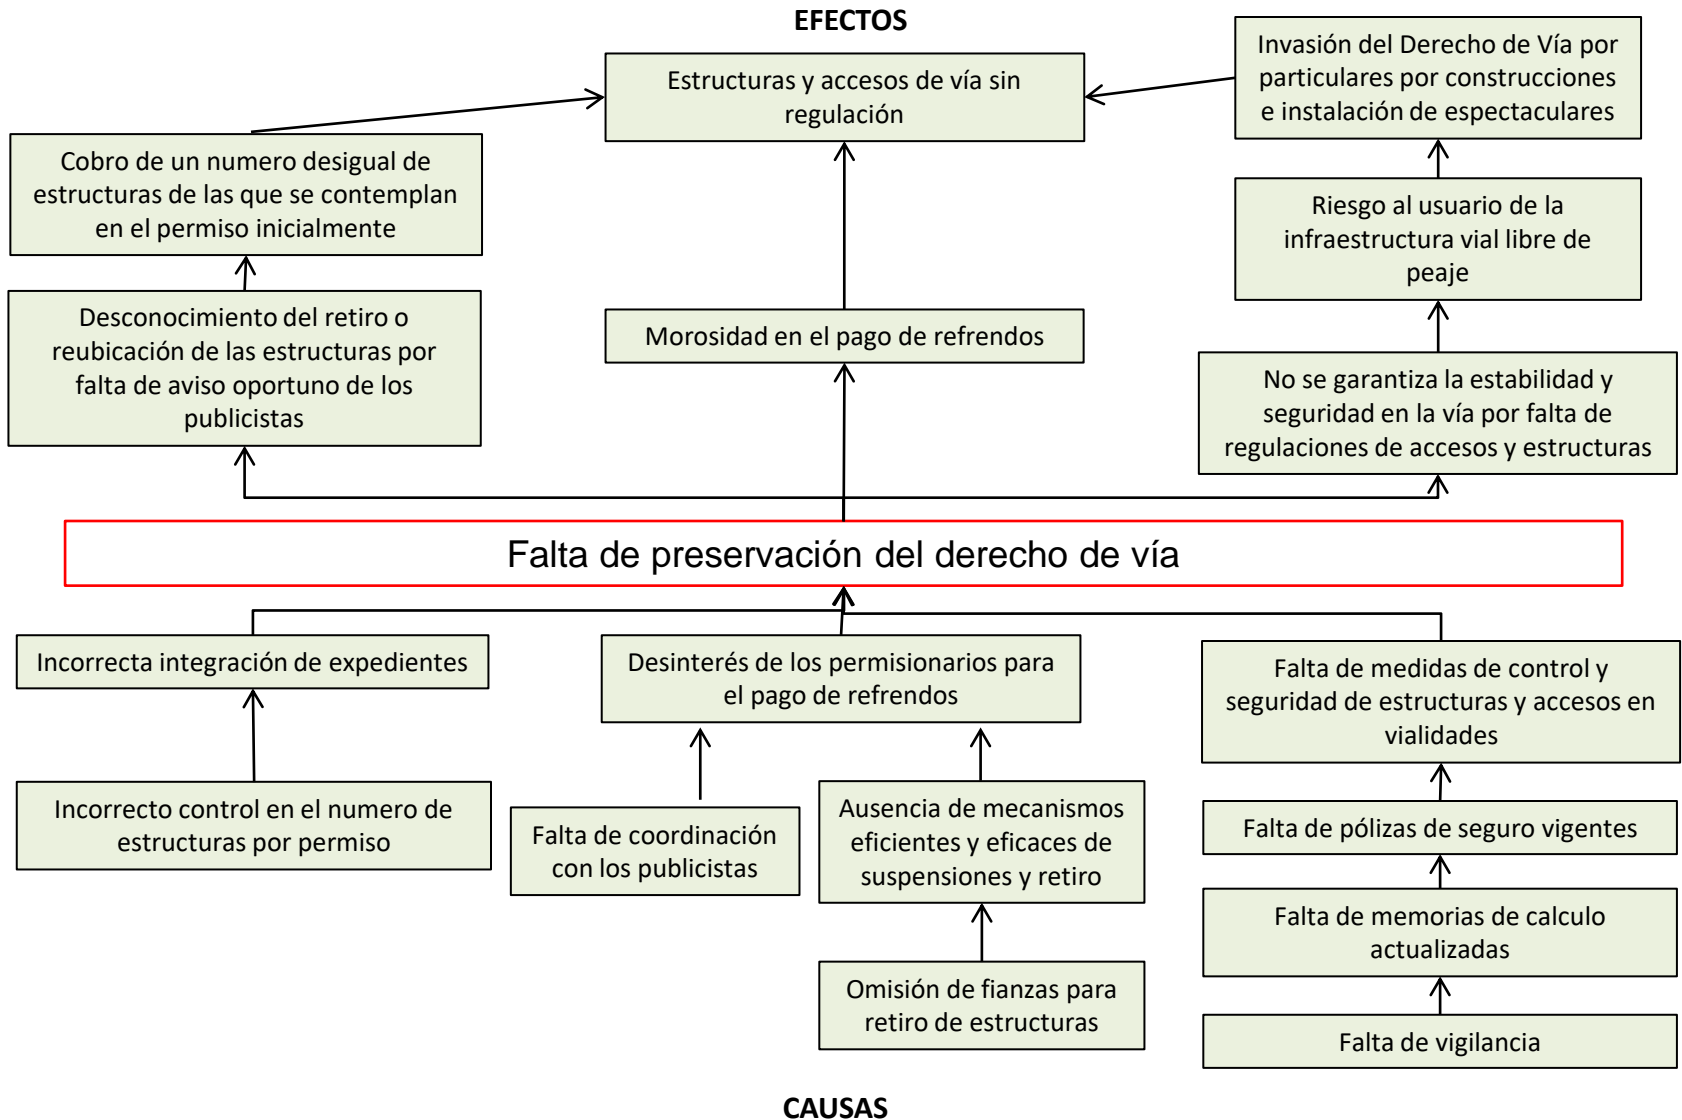 EFECTOS
Estructuras y accesos de vía sin
regulación
Invasión del Derecho de Vía por
particulares por construcciones
e instalación de espectaculares
Cobro de un numero desigual de
estructuras de las que se contemplan
en el permiso inicialmente
Riesgo al usuario de la
infraestructura vial libre de
peaje
Desconocimiento del retiro o
reubicación de las estructuras por
falta de aviso oportuno de los
publicistas
Morosidad en el pago de refrendos
No se garantiza la estabilidad y
seguridad en la vía por falta de
regulaciones de accesos y estructuras
Falta de preservación del derecho de vía
Incorrecta integración de expedientes
Desinterés de los permisionarios para
el pago de refrendos
Falta de medidas de control y
seguridad de estructuras y accesos en
vialidades
Incorrecto control en el numero de
estructuras por permiso
Falta de coordinación
con los publicistas
Ausencia de mecanismos
eficientes y eficaces de
suspensiones y retiro
Falta de pólizas de seguro vigentes
Falta de memorias de calculo
actualizadas
Omisión de fianzas para
retiro de estructuras
Falta de vigilancia
CAUSAS